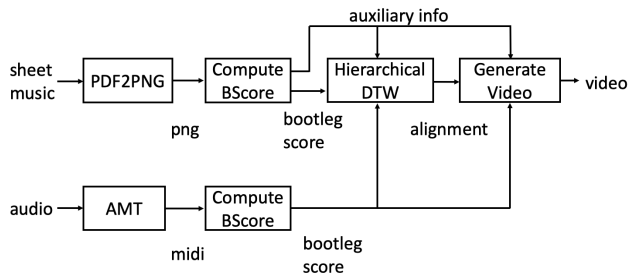 auxiliary info
sheet
music
PDF2PNG
Compute
BScore
Hierarchical
DTW
Generate
Video
video
png
bootleg
score
alignment
audio
AMT
Compute
BScore
midi
bootleg
score